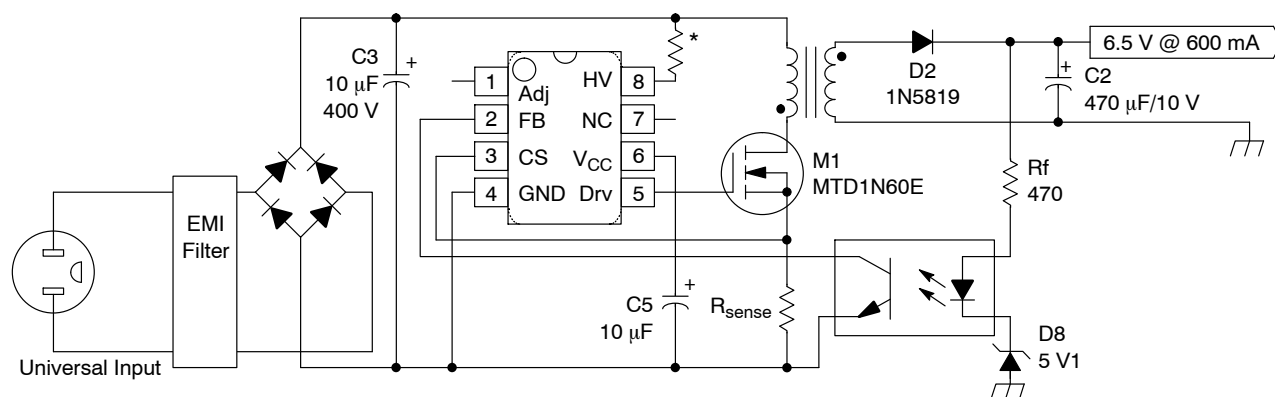 C3
10 μF
400 V
+
*
1
Adj
HV
8
2
FB
NC
7
3
CS
VCC
6
4
GND
Drv
5
D2
1N5819
6.5 V @ 600 mA
+
C2
470 μF/10 V
M1
MTD1N60E
Rf
470
EMI
Filter
Universal Input
+
C5
10 μF
Rsense
D8
5 V1